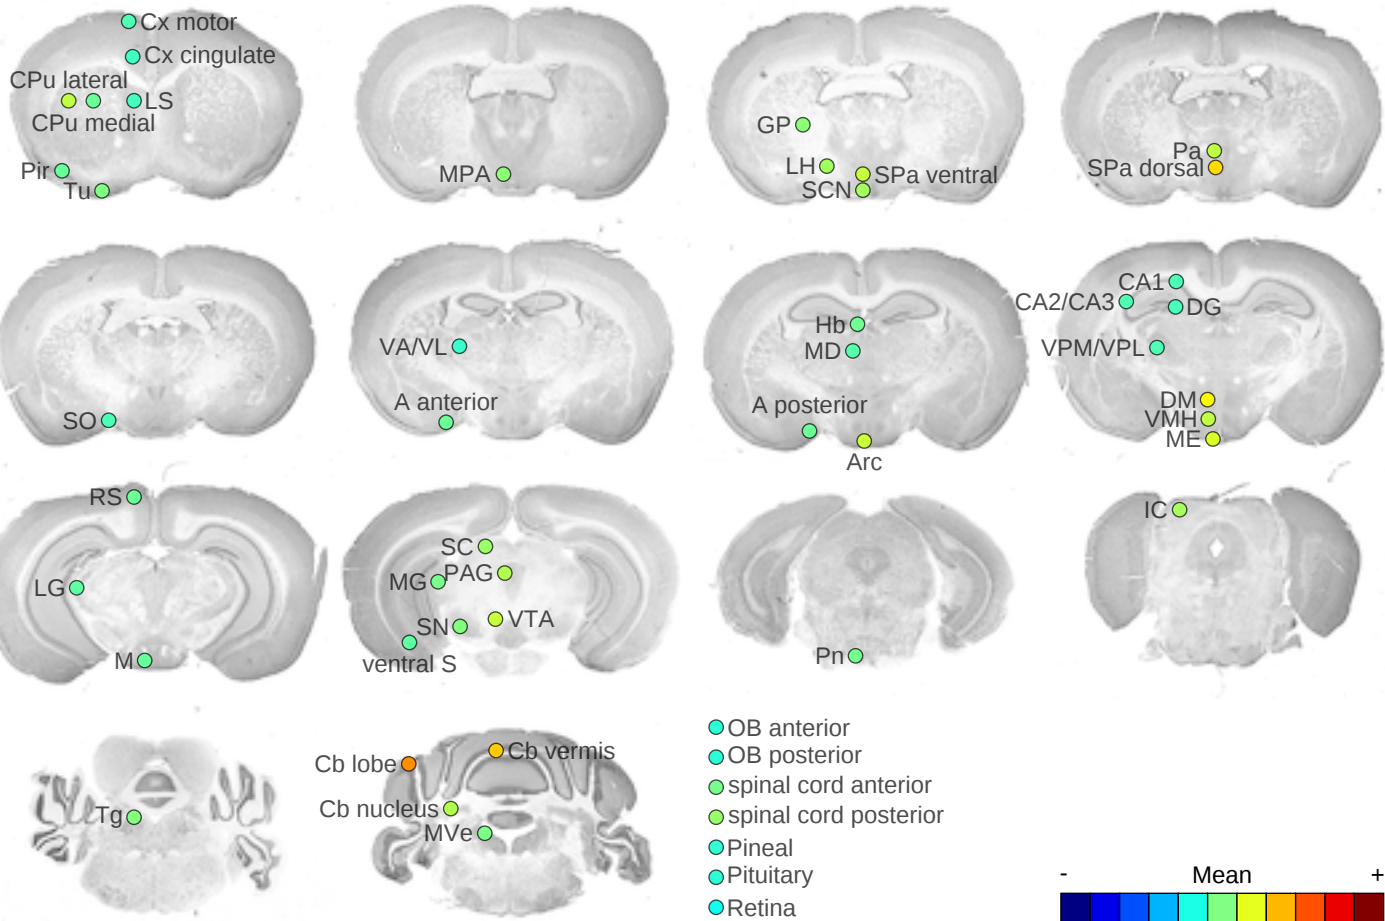 Cx motor
Cx cingulate
CPu lateral
LS
CPu medial
Pir
Tu
MPA
GP
LH
SPa ventral
SCN
Pa
SPa dorsal
SO
VA/VL
A anterior
Hb
MD
A posterior
Arc
CA1
CA2/CA3
DG
VPM/VPL
DM
VMH
ME
RS
LG
M
SC
PAG
MG
VTA
SN
ventral S
Pn
IC
Tg
Cb lobe
Cb vermis
Cb nucleus
MVe
OB anterior
OB posterior
spinal cord anterior
spinal cord posterior
Pineal
Pituitary
Retina
- Mean +